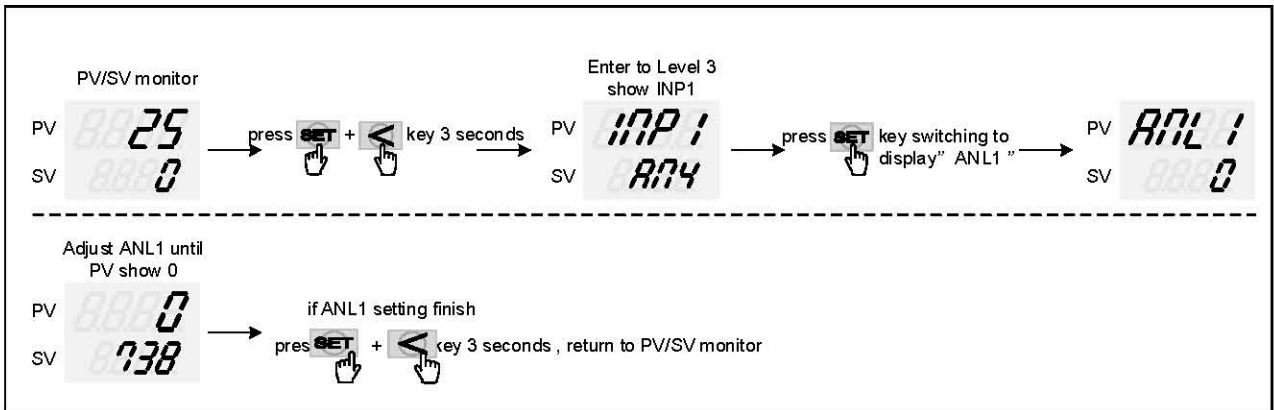 PV/SV monitor
PV 25
SV 0
press SET + < key 3 seconds
Enter to Level 3
show INP1
PV INP1
SV AN4
press SET key switching to
display" ANL1 "
PV ANL1
SV 0
Adjust ANL1 until
PV show 0
PV 0
SV 738
if ANL1 setting finish
pres SET + < key 3 seconds , return to PV/SV monitor